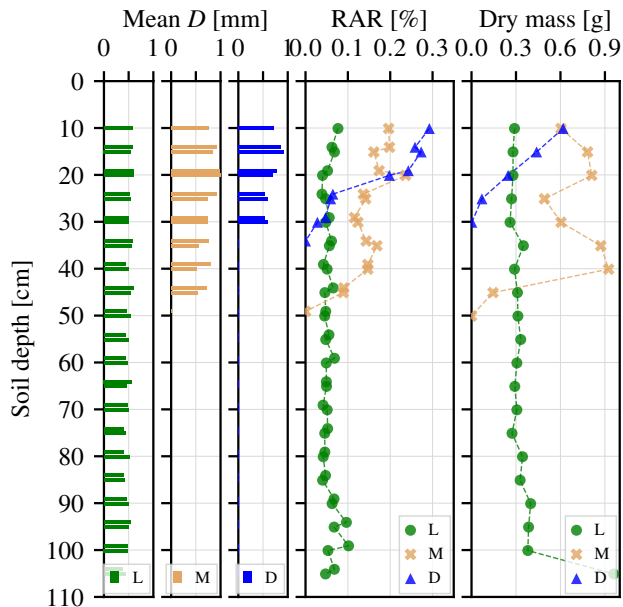 Mean D [mm] RAR [%] Dry mass [g]
0 1 0 1 0 1 0.0 0.1 0.3 0.0 0.3 0.6 0.9
0
10
20
30
40
50
60
70
80
90
100
110
Soil depth [cm]
L M D
L
M
D
L
M
D